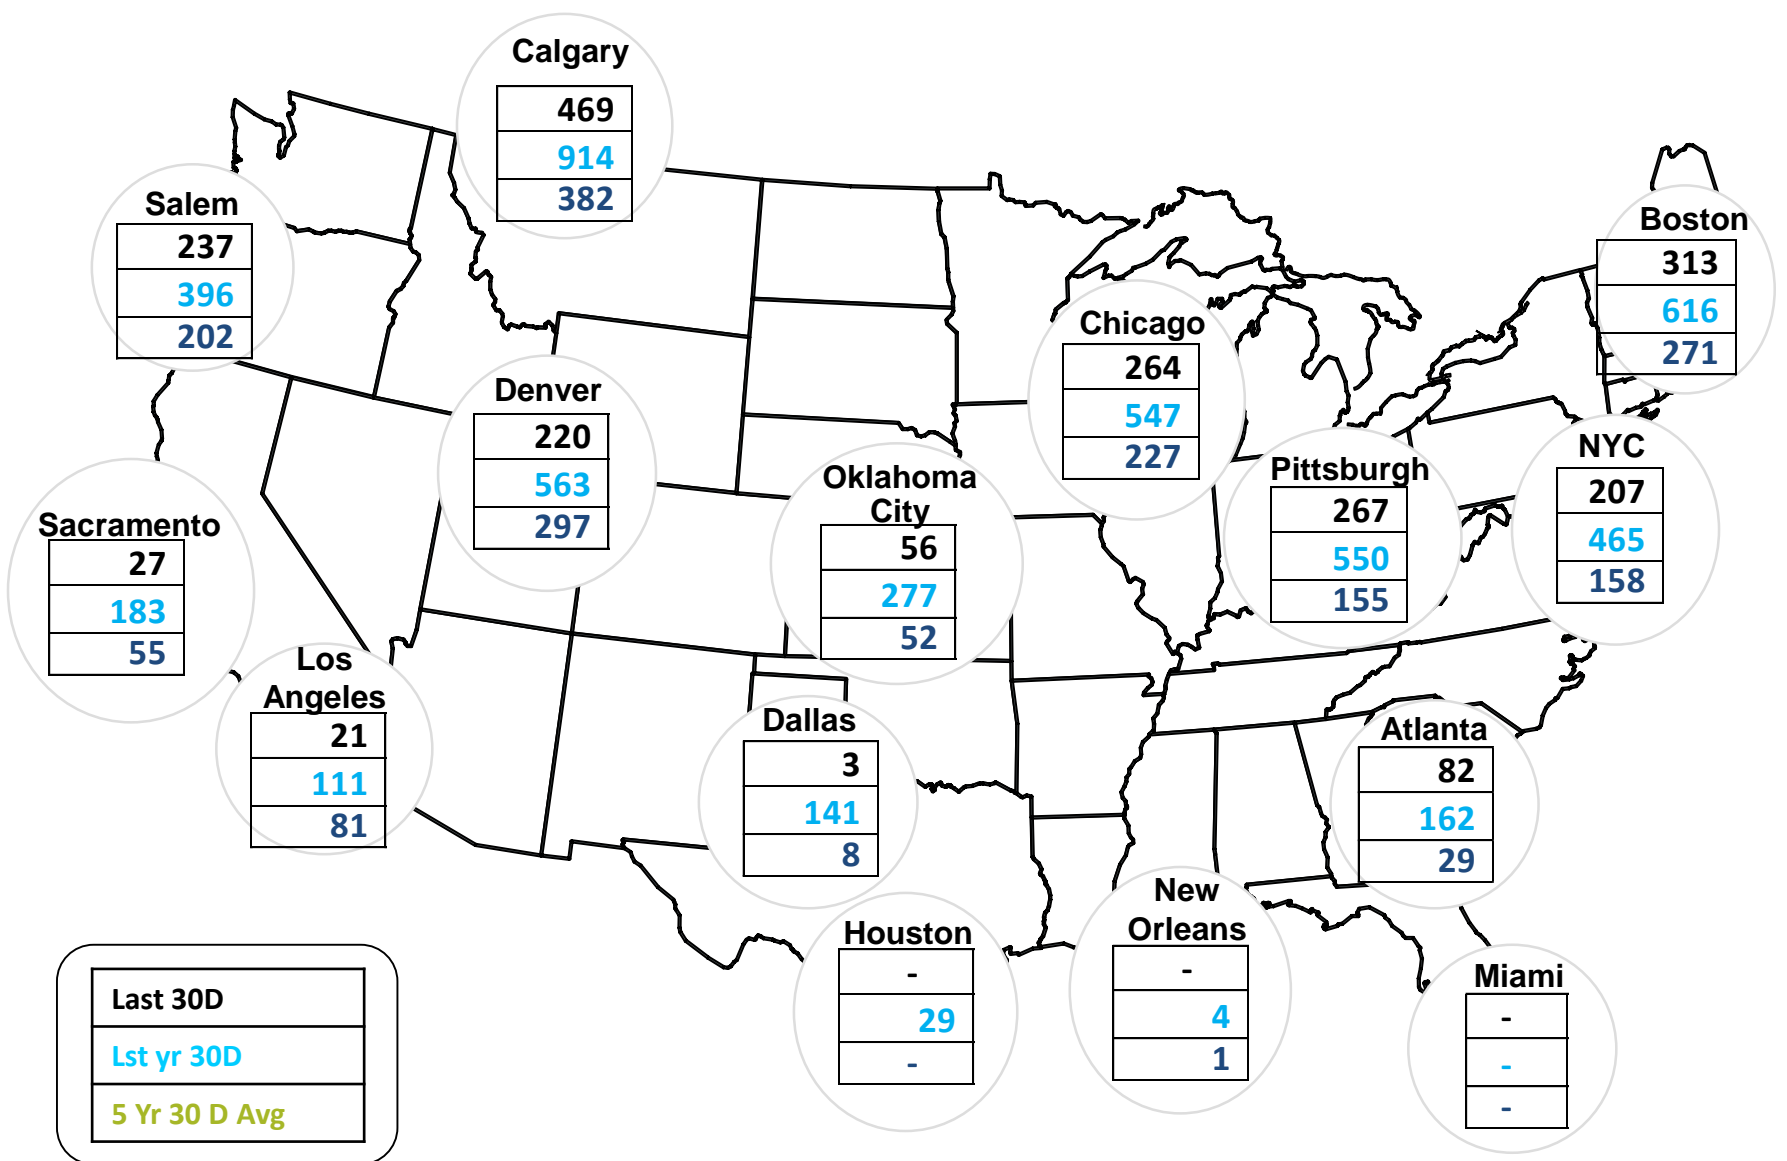 Calgary
469
914
382
Salem
237
396
202
Boston
313
616
271
Chicago
264
547
227
Denver
220
563
297
Oklahoma
City
56
277
52
Pittsburgh
267
550
155
NYC
207
465
158
Sacramento
27
183
55
Los
Angeles
21
111
81
Dallas
3
141
8
Atlanta
82
162
29
Houston
-
29
-
New
Orleans
-
4
1
Miami
-
-
-
Last 30D
Lst yr 30D
5 Yr 30 D Avg